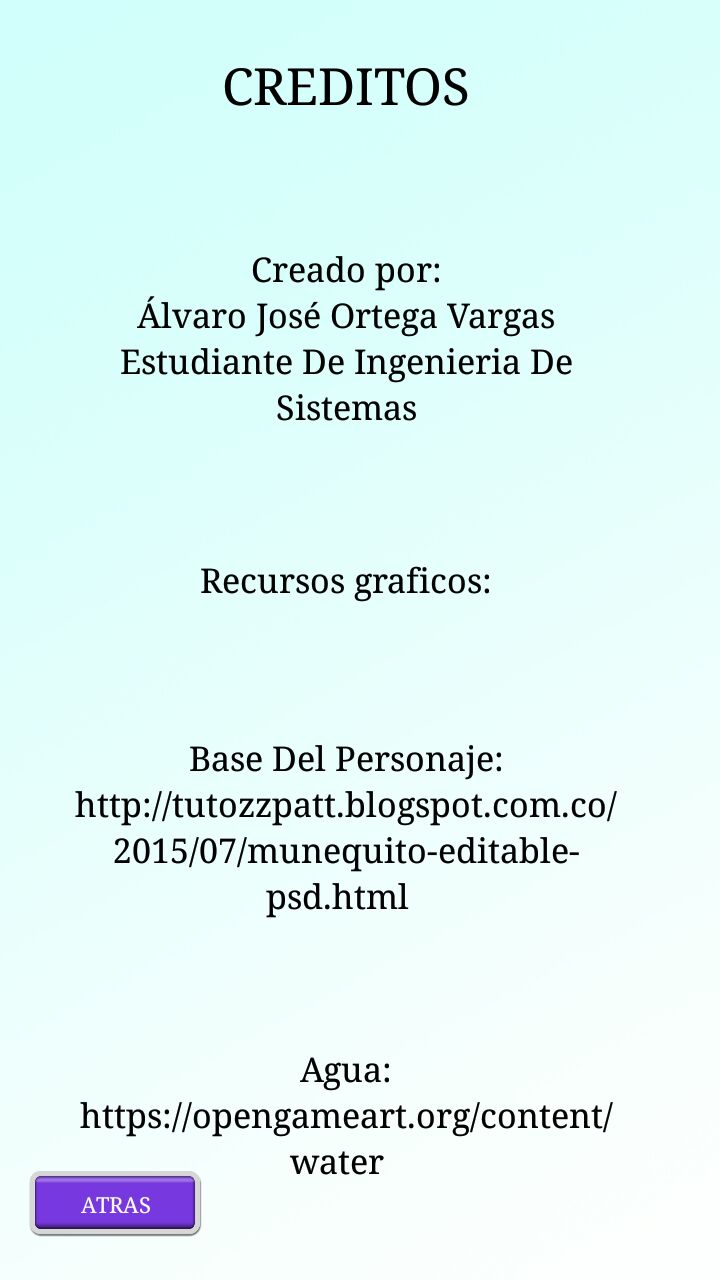 CREDITOS
Creado por:
Álvaro José Ortega Vargas
Estudiante De Ingenieria De
Sistemas
Recursos graficos:
Base Del Personaje:
http://tutozzpatt.blogspot.com.co/
2015/07/munequito-editable-
psd.html
Agua:
https://opengameart.org/content/
water
ATRAS